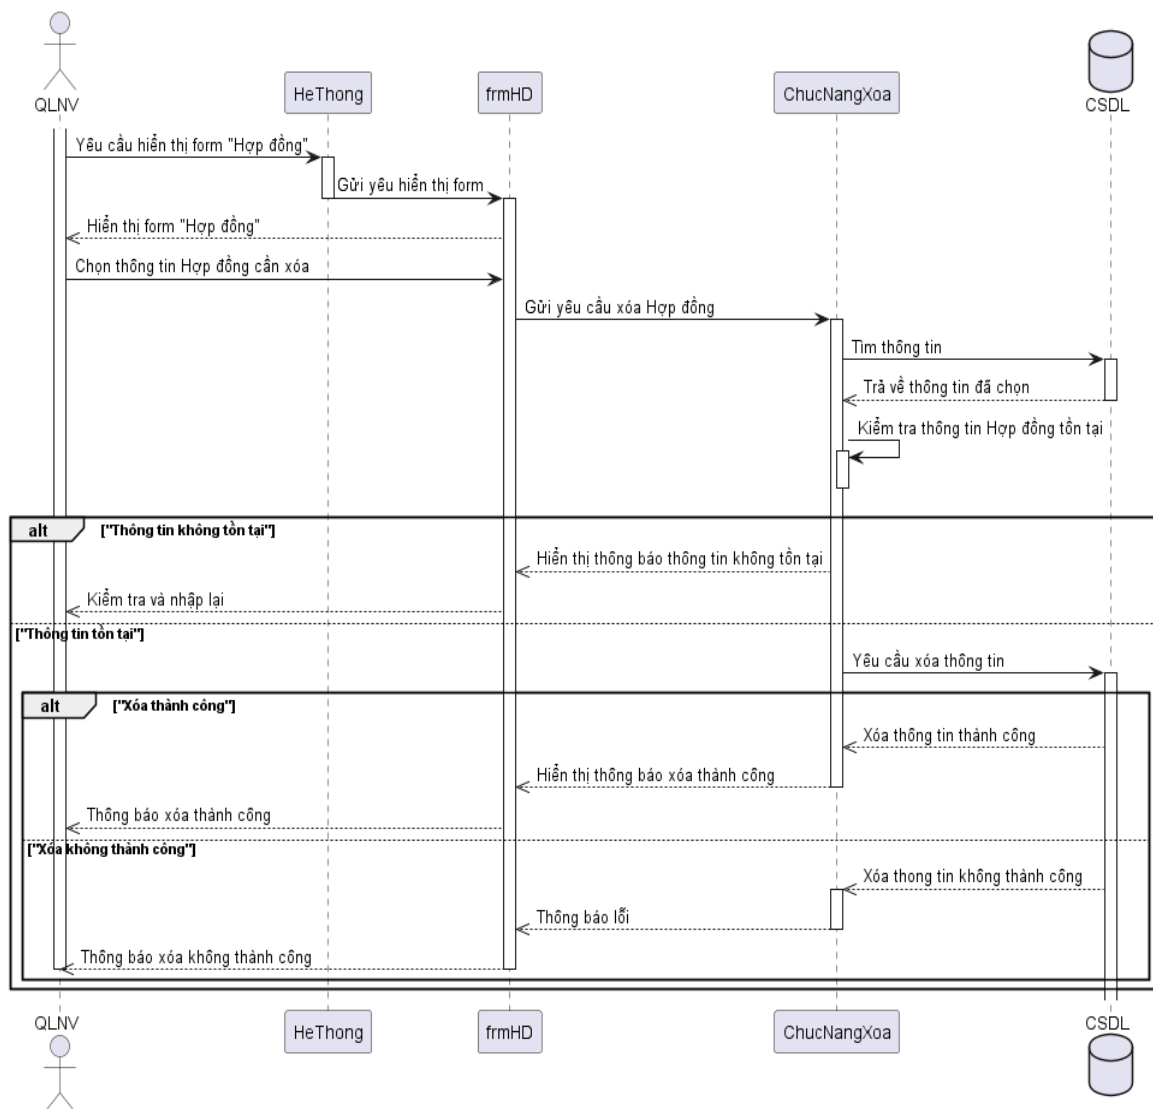 QLNV
HeThong
frmHD
ChucNangXoa
CSDL
Yêu cầu hiển thị form "Hợp đồng"
Gửi yêu hiển thị form
Hiển thị form "Hợp đồng"
Chọn thông tin Hợp đồng cần xóa
Gửi yêu cầu xóa Hợp đồng
Tìm thông tin
Trả về thông tin đã chọn
Kiểm tra thông tin Hợp đồng tồn tại
alt
["Thông tin không tồn tại"]
Hiển thị thông báo thông tin không tồn tại
Kiểm tra và nhập lại
["Thông tin tồn tại"]
Yêu cầu xóa thông tin
alt
["Xóa thành công"]
Xóa thông tin thành công
Hiển thị thông báo xóa thành công
Thông báo xóa thành công
["Xóa không thành công"]
Xóa thong tin không thành công
Thông báo lỗi
Thông báo xóa không thành công
QLNV
HeThong
frmHD
ChucNangXoa
CSDL